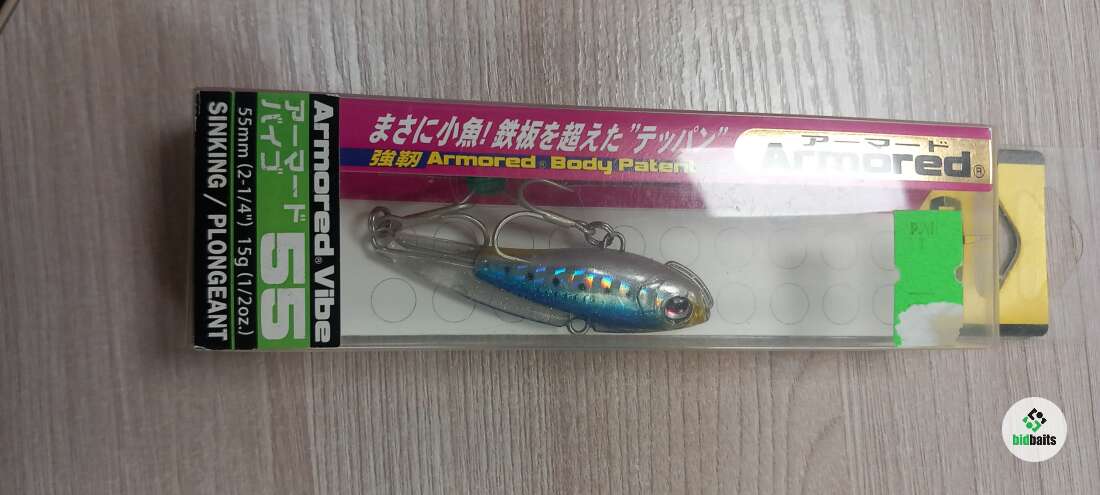 まさに小魚!鉄板を超えた"テッパン"
強靭 Armored® Body Patent
アーマード
Armored®
Armored® Vibe
アーマード
バイブ
55
55mm (2-1/4") 15g (1/2oz.)
SINKING / PLONGEANT
bidbaits